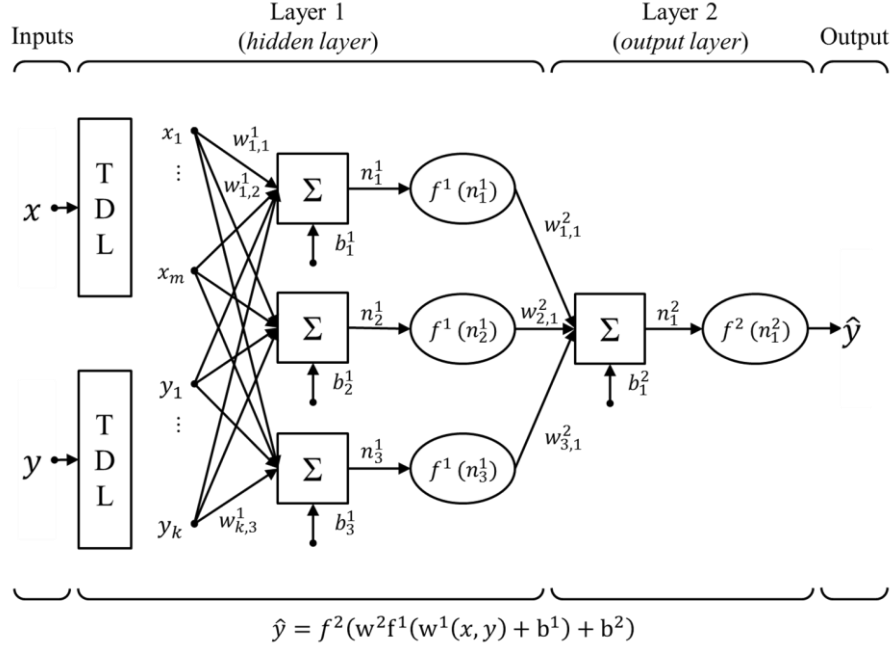 Inputs
Layer 1
(hidden layer)
Layer 2
(output layer)
Output
x
T
D
L
x₁
⋮
xₘ
y
T
D
L
y₁
⋮
yₖ
w¹₁,₁
w¹₁,₂
w¹ₖ,₃
Σ
b¹₁
n¹₁
f¹(n¹₁)
Σ
b¹₂
n¹₂
f¹(n¹₂)
Σ
b¹₃
n¹₃
f¹(n¹₃)
w²₁,₁
w²₂,₁
w²₃,₁
Σ
b²₁
n²₁
f²(n²₁)
ŷ
ŷ = f²(w²f¹(w¹(x, y) + b¹) + b²)